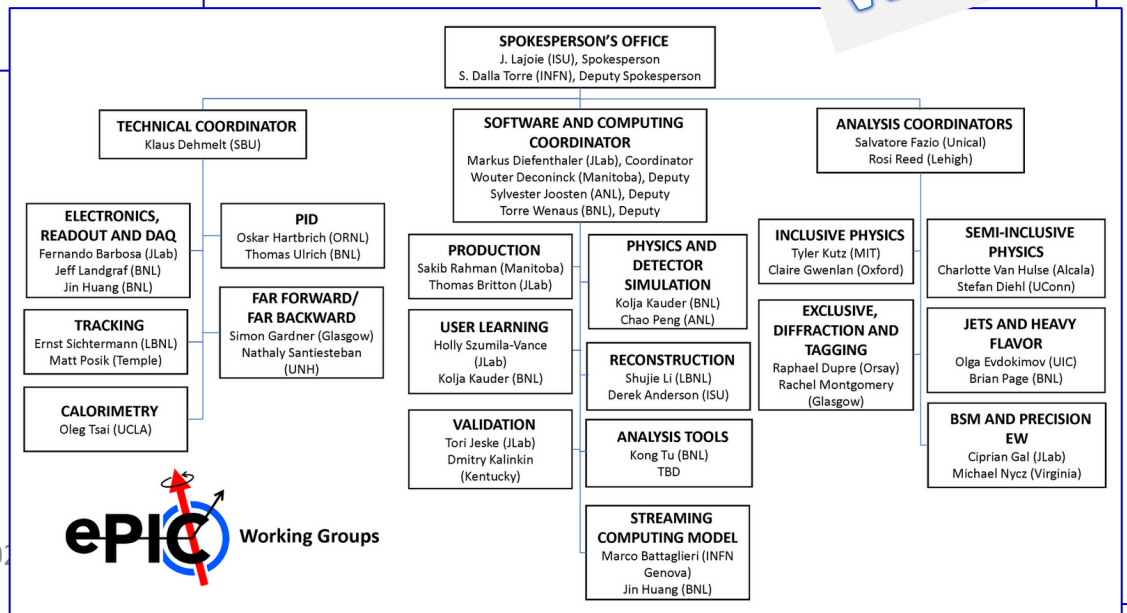 SPOKESPERSON'S OFFICE
J. Lajoie (ISU), Spokesperson
S. Dalla Torre (INFN), Deputy Spokesperson
TECHNICAL COORDINATOR
Klaus Dehmelt (SBU)
SOFTWARE AND COMPUTING
COORDINATOR
Markus Diefenthaler (JLab), Coordinator
Wouter Deconinck (Manitoba), Deputy
Sylvester Joosten (ANL), Deputy
Torre Wenaus (BNL), Deputy
ANALYSIS COORDINATORS
Salvatore Fazio (Unical)
Rosi Reed (Lehigh)
ELECTRONICS,
READOUT AND DAQ
Fernando Barbosa (JLab)
Jeff Landgraf (BNL)
Jin Huang (BNL)
PID
Oskar Hartbrich (ORNL)
Thomas Ulrich (BNL)
TRACKING
Ernst Sichtermann (LBNL)
Matt Posik (Temple)
FAR FORWARD/
FAR BACKWARD
Simon Gardner (Glasgow)
Nathaly Santiesteban
(UNH)
CALORIMETRY
Oleg Tsai (UCLA)
PRODUCTION
Sakib Rahman (Manitoba)
Thomas Britton (JLab)
PHYSICS AND
DETECTOR
SIMULATION
Kolja Kauder (BNL)
Chao Peng (ANL)
USER LEARNING
Holly Szumila-Vance
(JLab)
Kolja Kauder (BNL)
RECONSTRUCTION
Shujie Li (LBNL)
Derek Anderson (ISU)
VALIDATION
Tori Jeske (JLab)
Dmitry Kalinkin
(Kentucky)
ANALYSIS TOOLS
Kong Tu (BNL)
TBD
STREAMING
COMPUTING MODEL
Marco Battaglieri (INFN
Genova)
Jin Huang (BNL)
INCLUSIVE PHYSICS
Tyler Kutz (MIT)
Claire Gwenlan (Oxford)
SEMI-INCLUSIVE
PHYSICS
Charlotte Van Hulse (Alcala)
Stefan Diehl (UConn)
EXCLUSIVE,
DIFFRACTION AND
TAGGING
Raphael Dupre (Orsay)
Rachel Montgomery
(Glasgow)
JETS AND HEAVY
FLAVOR
Olga Evdokimov (UIC)
Brian Page (BNL)
BSM AND PRECISION
EW
Ciprian Gal (JLab)
Michael Nycz (Virginia)
ePIC
Working Groups